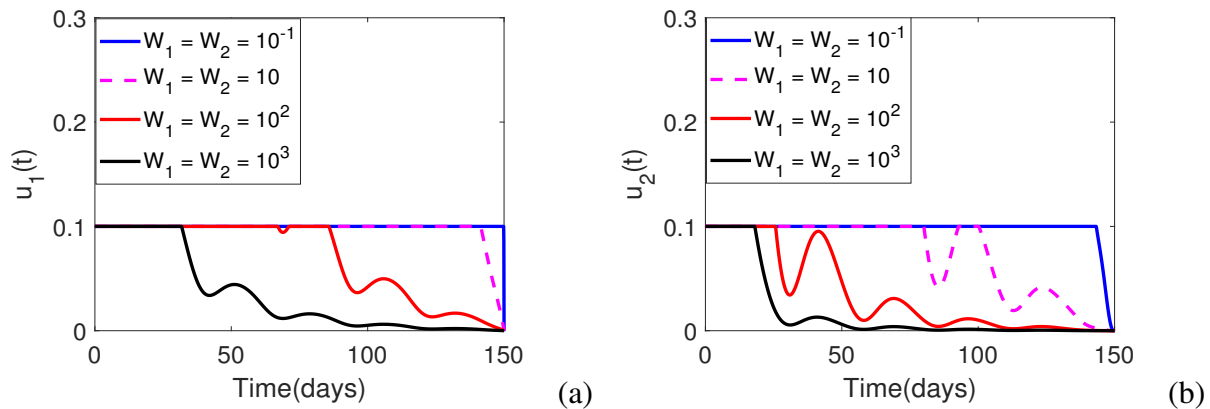 0.3
0.2
0.1
0
u₁(t)
W₁ = W₂ = 10⁻¹
W₁ = W₂ = 10
W₁ = W₂ = 10²
W₁ = W₂ = 10³
0 50 100 150
Time(days)
(a)
0.3
0.2
0.1
0
u₂(t)
W₁ = W₂ = 10⁻¹
W₁ = W₂ = 10
W₁ = W₂ = 10²
W₁ = W₂ = 10³
0 50 100 150
Time(days)
(b)